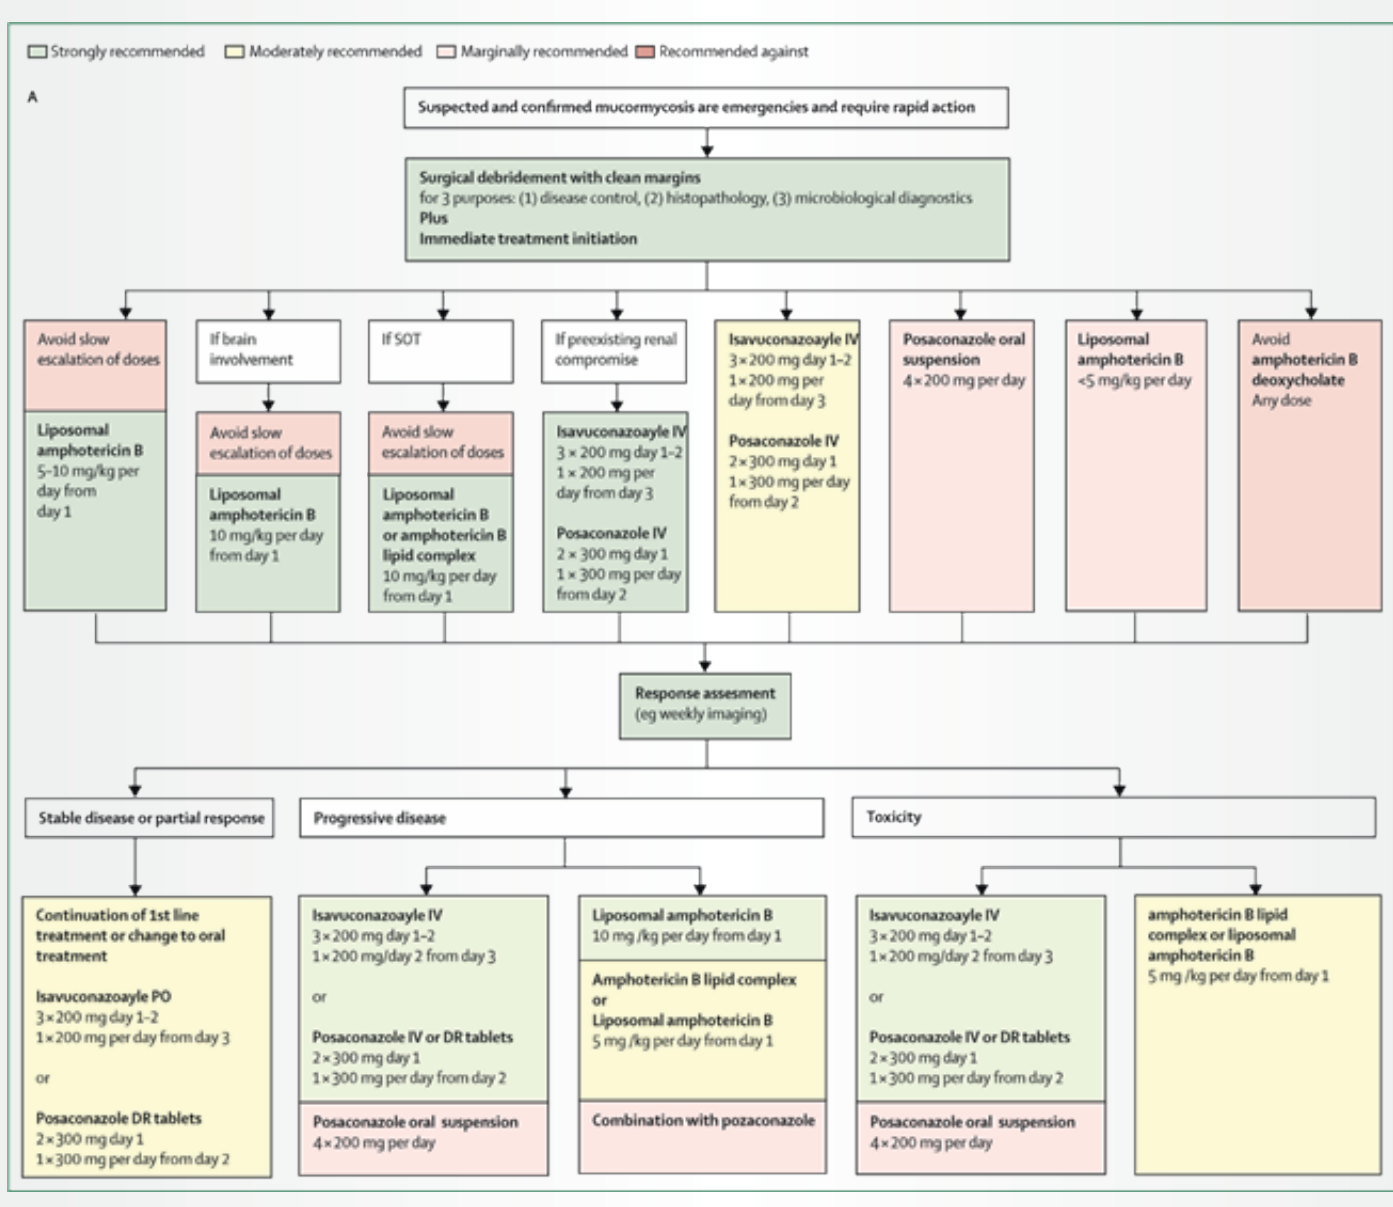 Strongly recommended
Moderately recommended
Marginally recommended
Recommended against
A
Suspected and confirmed mucormycosis are emergencies and require rapid action
Surgical debridement with clean margins
for 3 purposes: (1) disease control, (2) histopathology, (3) microbiological diagnostics
Plus
Immediate treatment initiation
Avoid slow
escalation of doses
Liposomal
amphotericin B
5–10 mg/kg per
day from
day 1
If brain
involvement
Avoid slow
escalation of doses
Liposomal
amphotericin B
10 mg/kg per day
from day 1
If SOT
Avoid slow
escalation of doses
Liposomal
amphotericin B
or amphotericin B
lipid complex
10 mg/kg per day
from day 1
If preexisting renal
compromise
Isavuconazoayle IV
3 × 200 mg day 1–2
1 × 200 mg per
day from day 3
Posaconazole IV
2 × 300 mg day 1
1 × 300 mg per day
from day 2
Isavuconazoayle IV
3×200 mg day 1–2
1×200 mg per
day from day 3
Posaconazole IV
2×300 mg day 1
1×300 mg per day
from day 2
Posaconazole oral
suspension
4×200 mg per day
Liposomal
amphotericin B
<5 mg/kg per day
Avoid
amphotericin B
deoxycholate
Any dose
Response assesment
(eg weekly imaging)
Stable disease or partial response
Continuation of 1st line
treatment or change to oral
treatment
Isavuconazoayle PO
3×200 mg day 1–2
1×200 mg per day from day 3
or
Posaconazole DR tablets
2×300 mg day 1
1×300 mg per day from day 2
Progressive disease
Isavuconazoayle IV
3×200 mg day 1–2
1×200 mg/day 2 from day 3
or
Posaconazole IV or DR tablets
2×300 mg day 1
1×300 mg per day from day 2
Posaconazole oral suspension
4×200 mg per day
Liposomal amphotericin B
10 mg /kg per day from day 1
Amphotericin B lipid complex
or
Liposomal amphotericin B
5 mg /kg per day from day 1
Combination with pozaconazole
Toxicity
Isavuconazoayle IV
3×200 mg day 1–2
1×200 mg/day 2 from day 3
or
Posaconazole IV or DR tablets
2×300 mg day 1
1×300 mg per day from day 2
Posaconazole oral suspension
4×200 mg per day
amphotericin B lipid
complex or liposomal
amphotericin B
5 mg /kg per day from day 1